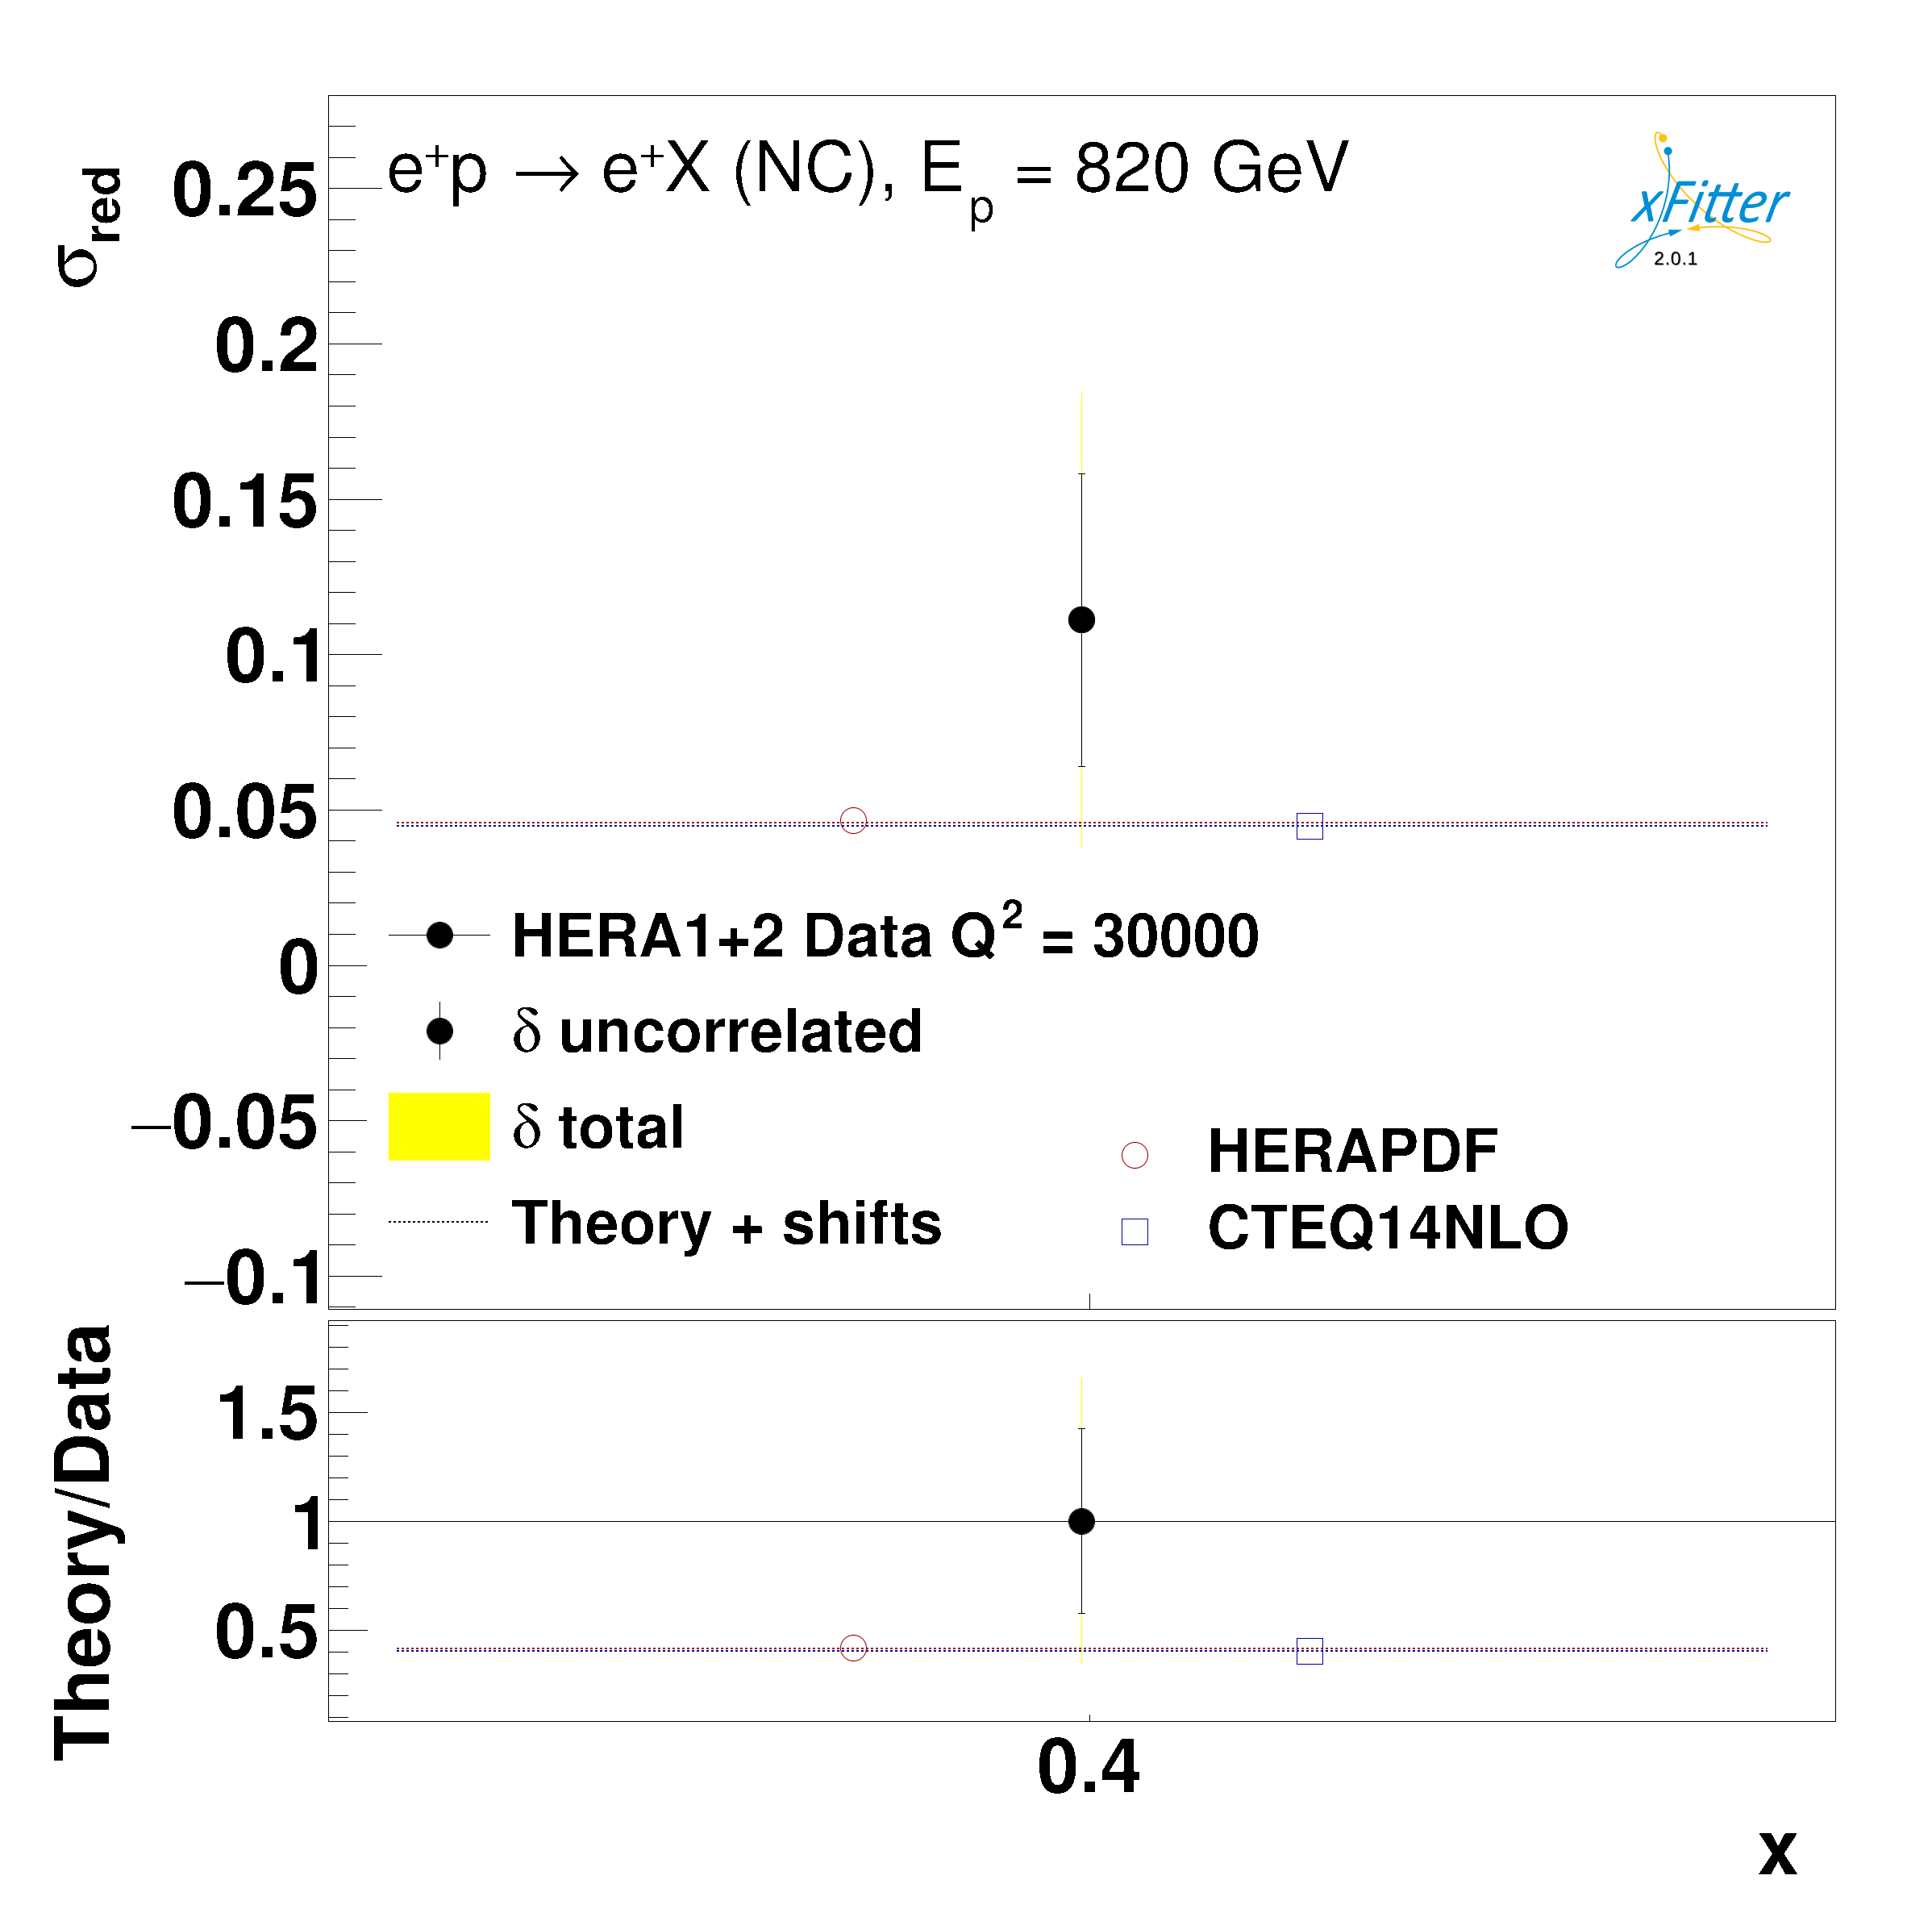 e⁺p → e⁺X (NC), Eₚ = 820 GeV
xFitter
2.0.1
σred
0.25
0.2
0.15
0.1
0.05
0
−0.05
−0.1
HERA1+2 Data Q² = 30000
δ uncorrelated
δ total
Theory + shifts
HERAPDF
CTEQ14NLO
Theory/Data
1.5
1
0.5
0.4
x